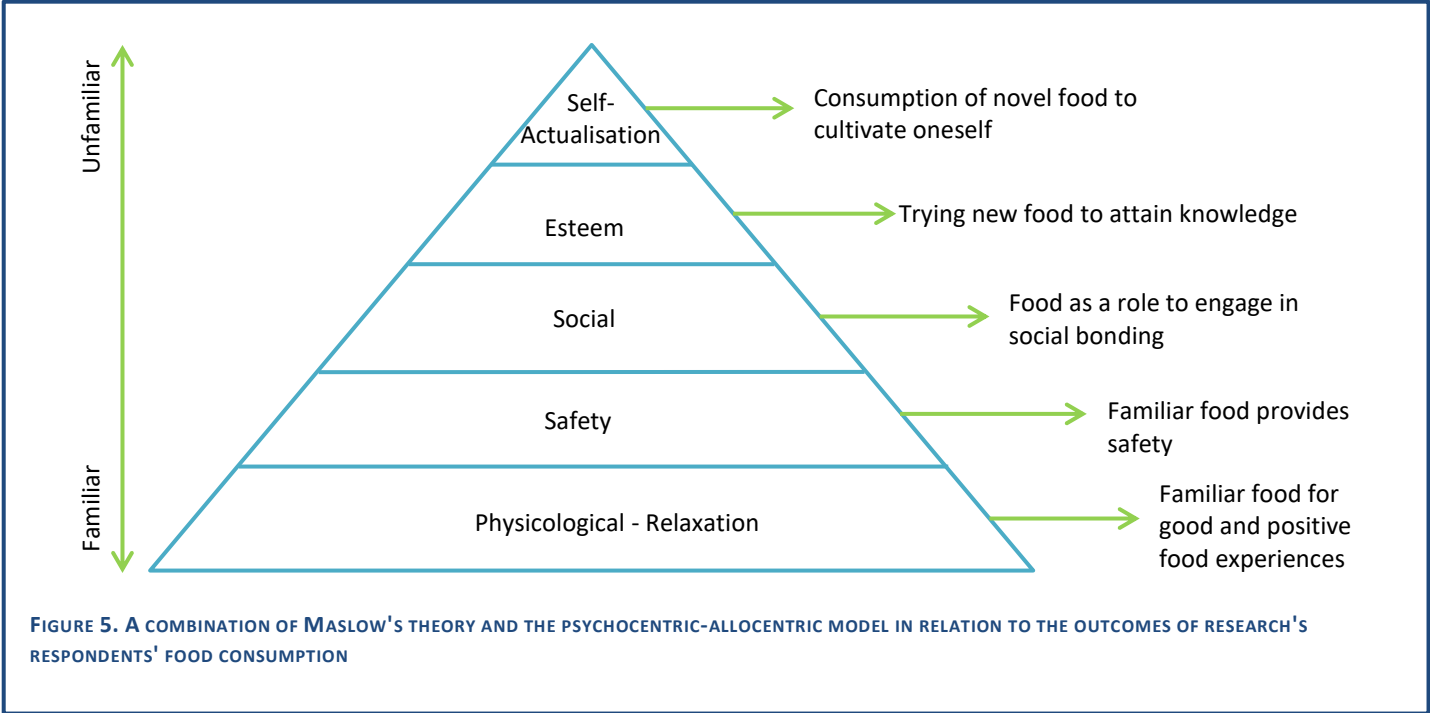 Unfamiliar
Familiar
Self-
Actualisation
Consumption of novel food to
cultivate oneself
Esteem
Trying new food to attain knowledge
Social
Food as a role to engage in
social bonding
Safety
Familiar food provides
safety
Physicological - Relaxation
Familiar food for
good and positive
food experiences
FIGURE 5. A COMBINATION OF MASLOW'S THEORY AND THE PSYCHOCENTRIC-ALLOCENTRIC MODEL IN RELATION TO THE OUTCOMES OF RESEARCH'S
RESPONDENTS' FOOD CONSUMPTION